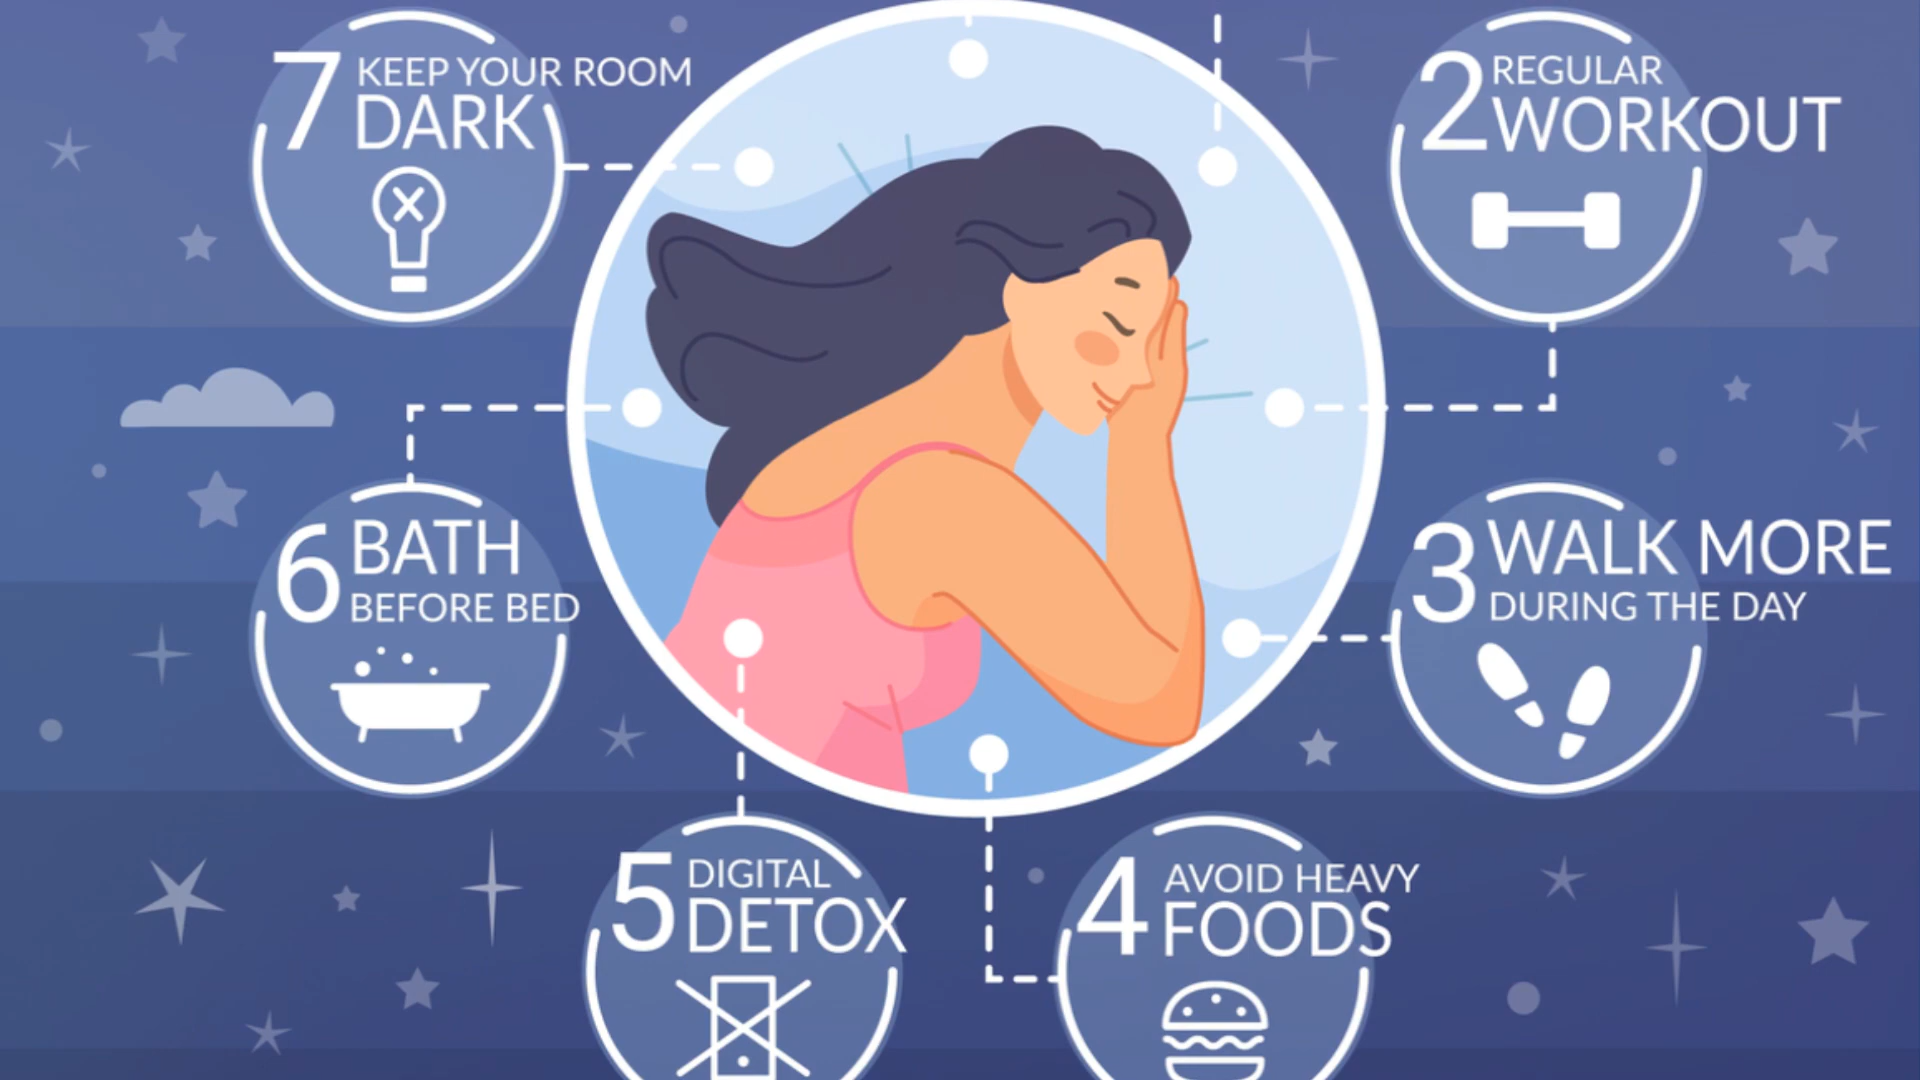 7 KEEP YOUR ROOM
DARK
2 REGULAR
WORKOUT
6 BATH
BEFORE BED
3 WALK MORE
DURING THE DAY
5 DIGITAL
DETOX
4 AVOID HEAVY
FOODS